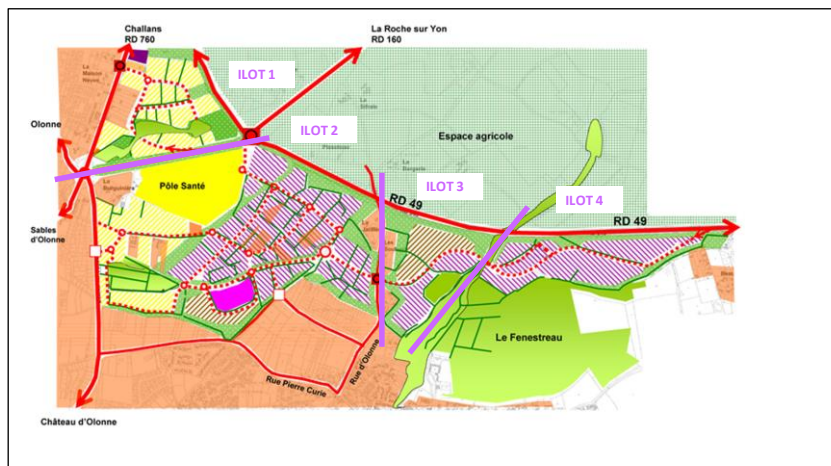 Challans
RD 760
La Roche sur Yon
RD 160
ILOT 1
Olonne
ILOT 2
Espace agricole
Pôle Santé
ILOT 3
RD 49
ILOT 4
RD 49
Sables
d'Olonne
Le Fenestreau
Rue d'Olonne
Rue Pierre Curie
Château d'Olonne